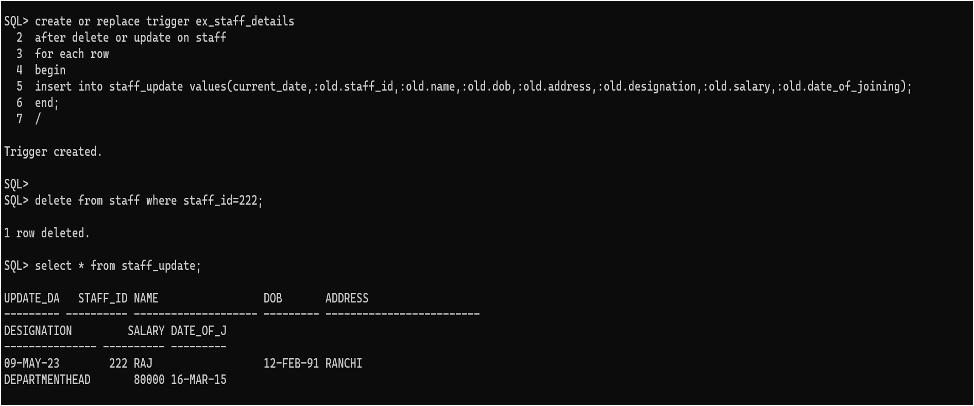 SQL> create or replace trigger ex_staff_details
  2  after delete or update on staff
  3  for each row
  4  begin
  5  insert into staff_update values(current_date,:old.staff_id,:old.name,:old.dob,:old.address,:old.designation,:old.salary,:old.date_of_joining);
  6  end;
  7  /
Trigger created.
SQL>
SQL> delete from staff where staff_id=222;
1 row deleted.
SQL> select * from staff_update;
UPDATE_DA   STAFF_ID NAME                 DOB       ADDRESS
--------- ---------- -------------------- --------- -------------------------
DESIGNATION         SALARY DATE_OF_J
--------------- ---------- ---------
09-MAY-23        222 RAJ                  12-FEB-91 RANCHI
DEPARTMENTHEAD       80000 16-MAR-15